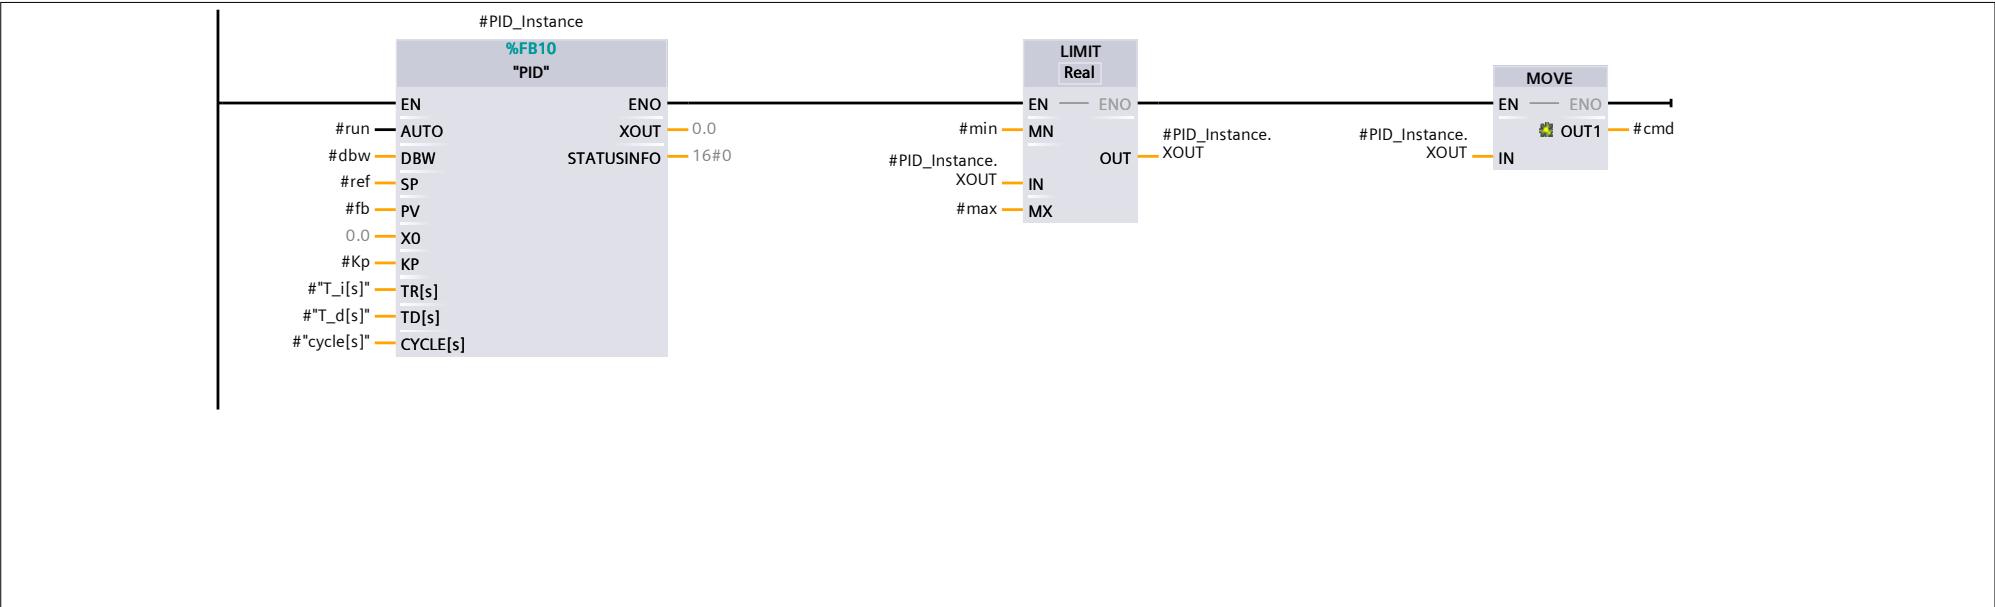 #PID_Instance
%FB10
"PID"
EN ENO
#run AUTO XOUT 0.0
#dbw DBW STATUSINFO 16#0
#ref SP
#fb PV
0.0 X0
#Kp KP
#"T_i[s]" TR[s]
#"T_d[s]" TD[s]
#"cycle[s]" CYCLE[s]
LIMIT
Real
EN ENO
#min MN
#PID_Instance.
XOUT IN
#max MX
OUT #PID_Instance.
XOUT
MOVE
EN ENO
OUT1 #cmd
#PID_Instance.
XOUT IN